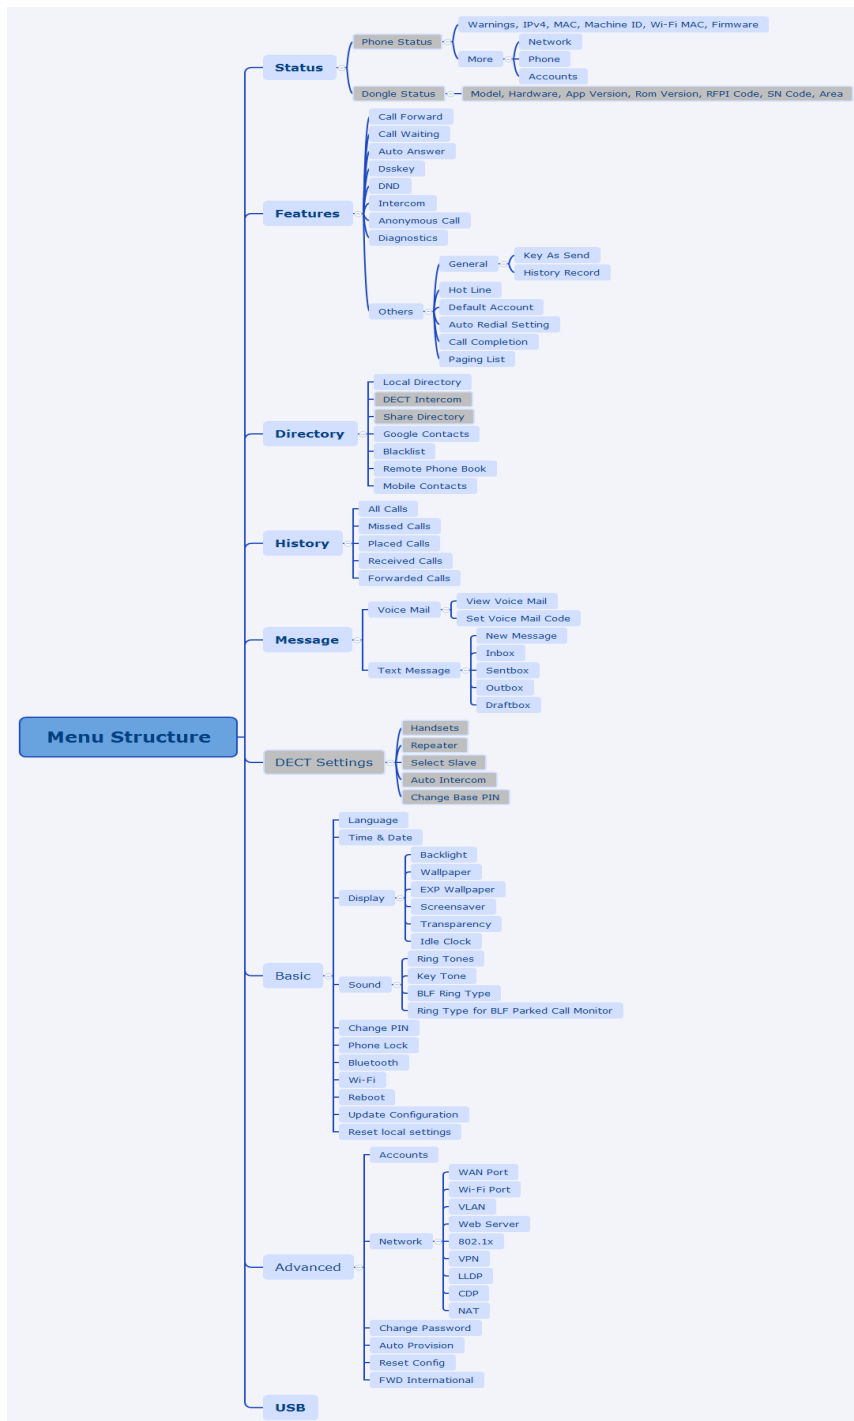 Menu Structure
Status
Phone Status
Warnings, IPv4, MAC, Machine ID, Wi-Fi MAC, Firmware
More
Network
Phone
Accounts
Dongle Status
Model, Hardware, App Version, Rom Version, RFPI Code, SN Code, Area
Features
Call Forward
Call Waiting
Auto Answer
Dsskey
DND
Intercom
Anonymous Call
Diagnostics
Others
General
Key As Send
History Record
Hot Line
Default Account
Auto Redial Setting
Call Completion
Paging List
Directory
Local Directory
DECT Intercom
Share Directory
Google Contacts
Blacklist
Remote Phone Book
Mobile Contacts
History
All Calls
Missed Calls
Placed Calls
Received Calls
Forwarded Calls
Message
Voice Mail
View Voice Mail
Set Voice Mail Code
Text Message
New Message
Inbox
Sentbox
Outbox
Draftbox
DECT Settings
Handsets
Repeater
Select Slave
Auto Intercom
Change Base PIN
Basic
Language
Time & Date
Display
Backlight
Wallpaper
EXP Wallpaper
Screensaver
Transparency
Idle Clock
Sound
Ring Tones
Key Tone
BLF Ring Type
Ring Type for BLF Parked Call Monitor
Change PIN
Phone Lock
Bluetooth
Wi-Fi
Reboot
Update Configuration
Reset local settings
Advanced
Accounts
Network
WAN Port
Wi-Fi Port
VLAN
Web Server
802.1x
VPN
LLDP
CDP
NAT
Change Password
Auto Provision
Reset Config
FWD International
USB